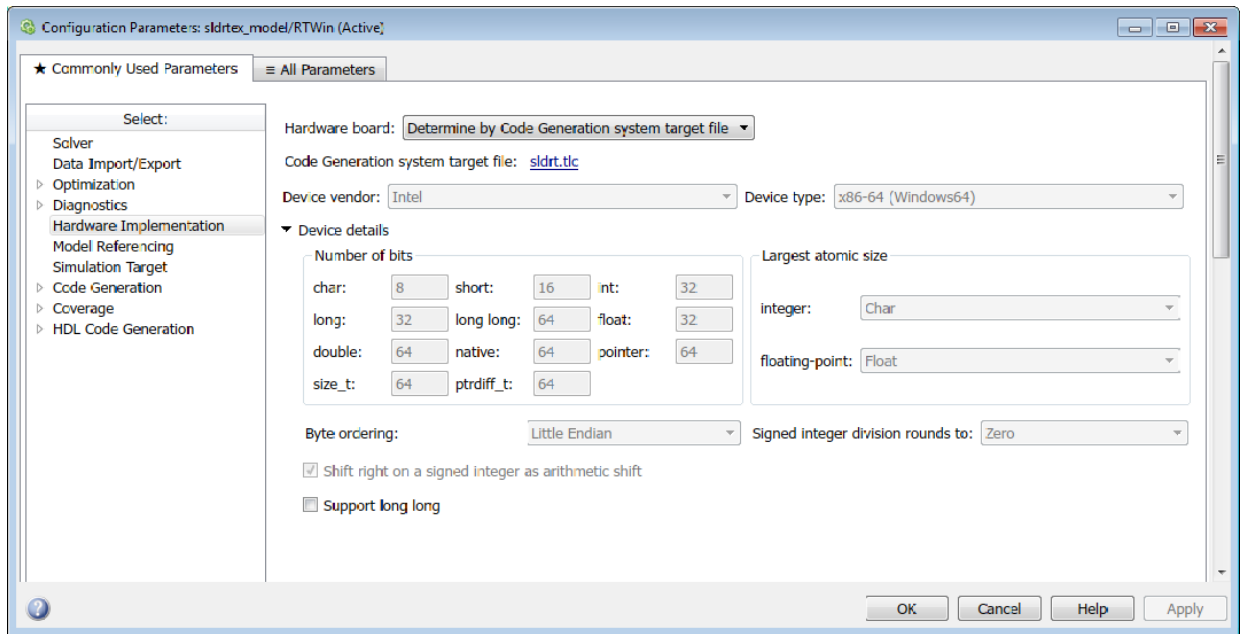 Configuration Parameters: sldrtex_model/RTWin (Active)
★ Commonly Used Parameters ≡ All Parameters
Select:
Solver
Data Import/Export
Optimization
Diagnostics
Hardware Implementation
Model Referencing
Simulation Target
Code Generation
Coverage
HDL Code Generation
Hardware board: Determine by Code Generation system target file
Code Generation system target file: sldrt.tlc
Device vendor: Intel Device type: x86-64 (Windows64)
Device details
Number of bits
char: 8 short: 16 int: 32
long: 32 long long: 64 float: 32
double: 64 native: 64 pointer: 64
size_t: 64 ptrdiff_t: 64
Largest atomic size
integer: Char
floating-point: Float
Byte ordering: Little Endian Signed integer division rounds to: Zero
Shift right on a signed integer as arithmetic shift
Support long long
? OK Cancel Help Apply